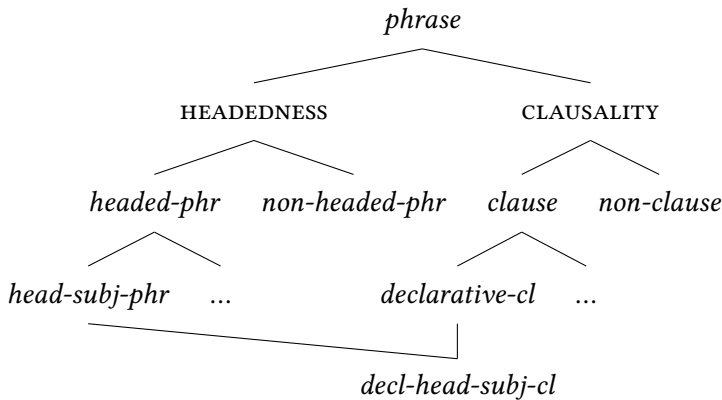 phrase
HEADEDNESS CLAUSALITY
headed-phr non-headed-phr clause non-clause
head-subj-phr ... declarative-cl ...
decl-head-subj-cl